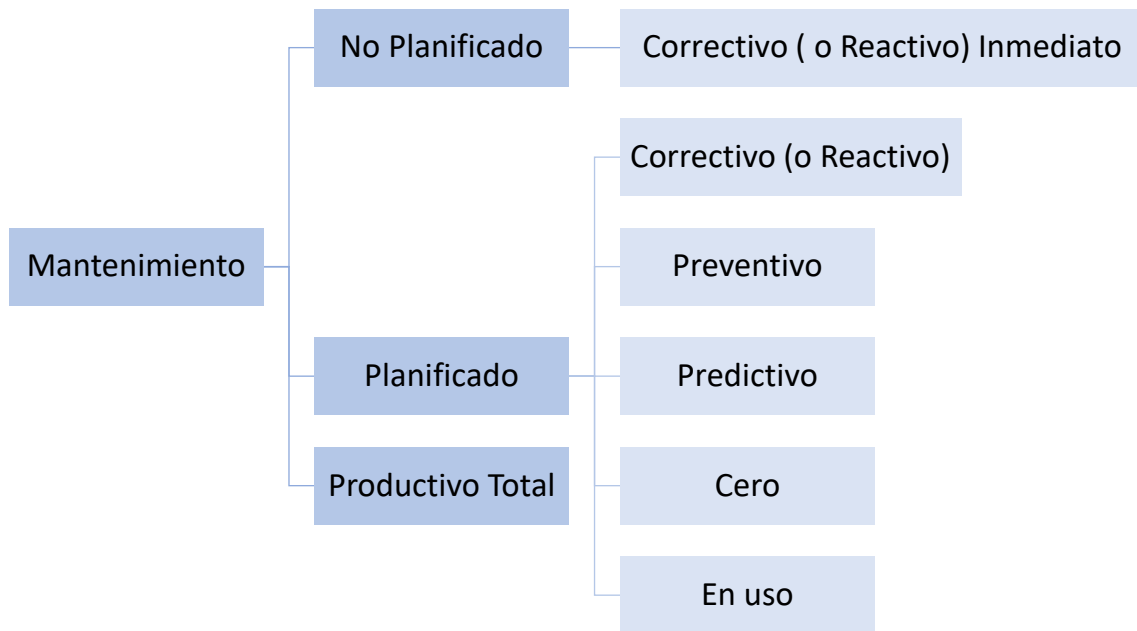 No Planificado
Correctivo ( o Reactivo) Inmediato
Correctivo (o Reactivo)
Mantenimiento
Preventivo
Planificado
Predictivo
Productivo Total
Cero
En uso